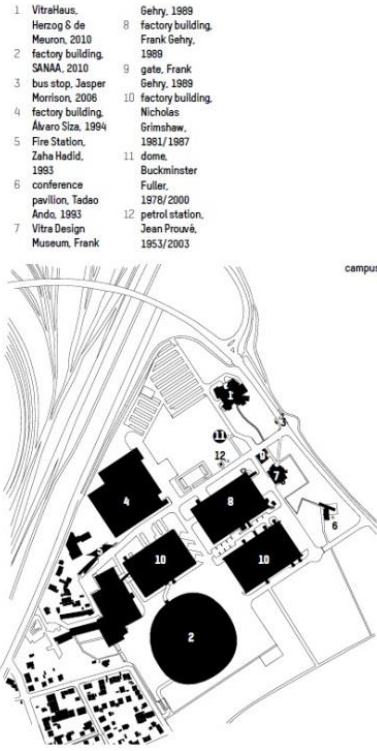 1 VitraHaus,
Herzog & de
Meuron, 2010
2 factory building,
SANAA, 2010
3 bus stop, Jasper
Morrison, 2006
4 factory building,
Álvaro Siza, 1994
5 Fire Station,
Zaha Hadid,
1993
6 conference
pavilion, Tadao
Ando, 1993
7 Vitra Design
Museum, Frank
Gehry, 1989
8 factory building,
Frank Gehry,
1989
9 gate, Frank
Gehry, 1989
10 factory building,
Nicholas
Grimshaw,
1981/1987
11 dome,
Buckminster
Fuller,
1978/2000
12 petrol station,
Jean Prouvé,
1953/2003
campus
1
3
11
12
9
7
4
8
6
5
10
10
2